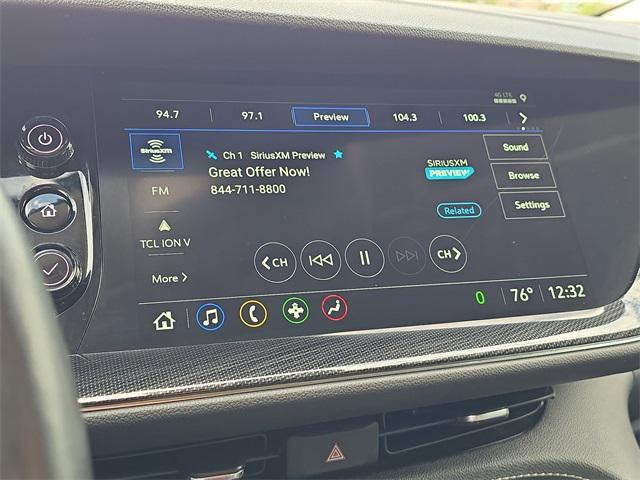 4G LTE
94.7 97.1 Preview 104.3 100.3
SiriusXM
Ch 1 SiriusXM Preview
Great Offer Now!
844-711-8800
SIRIUSXM
PREVIEW
Sound
Browse
Settings
FM
Related
TCL ION V
CH CH
More
0 76° 12:32